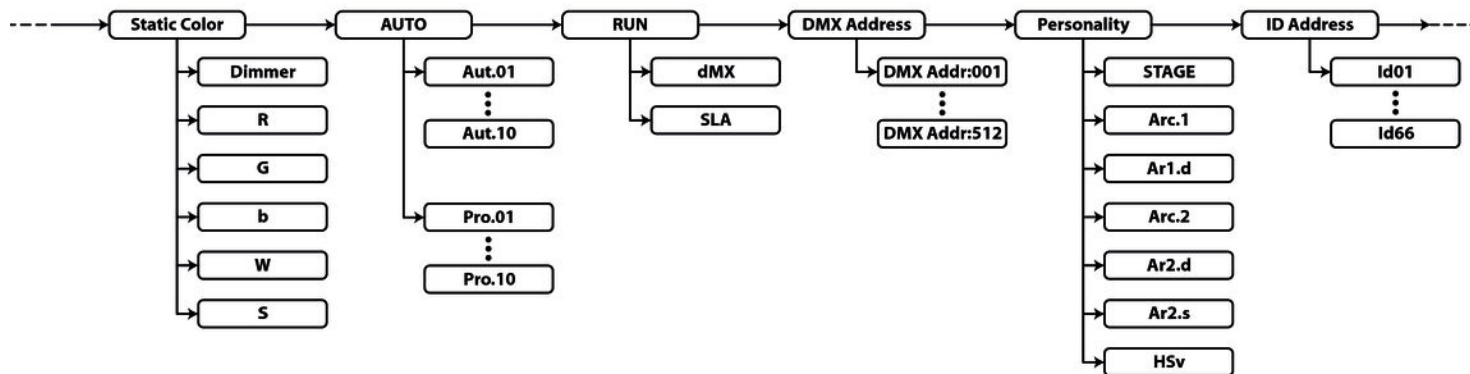 Static Color
AUTO
RUN
DMX Address
Personality
ID Address
Dimmer
R
G
b
W
S
Aut.01
Aut.10
Pro.01
Pro.10
dMX
SLA
DMX Addr:001
DMX Addr:512
STAGE
Arc.1
Ar1.d
Arc.2
Ar2.d
Ar2.s
HSv
Id01
Id66